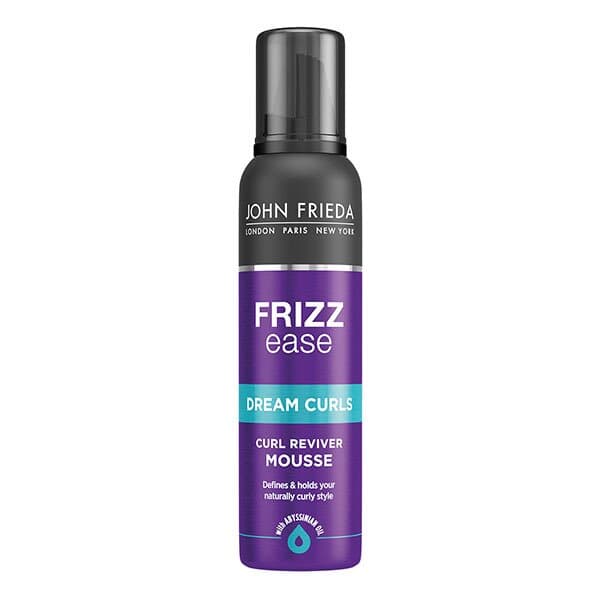 JOHN FRIEDA
LONDON PARIS NEW YORK
FRIZZ
ease
DREAM CURLS
CURL REVIVER
MOUSSE
Defines & holds your
naturally curly style
with ABYSSINIAN OIL